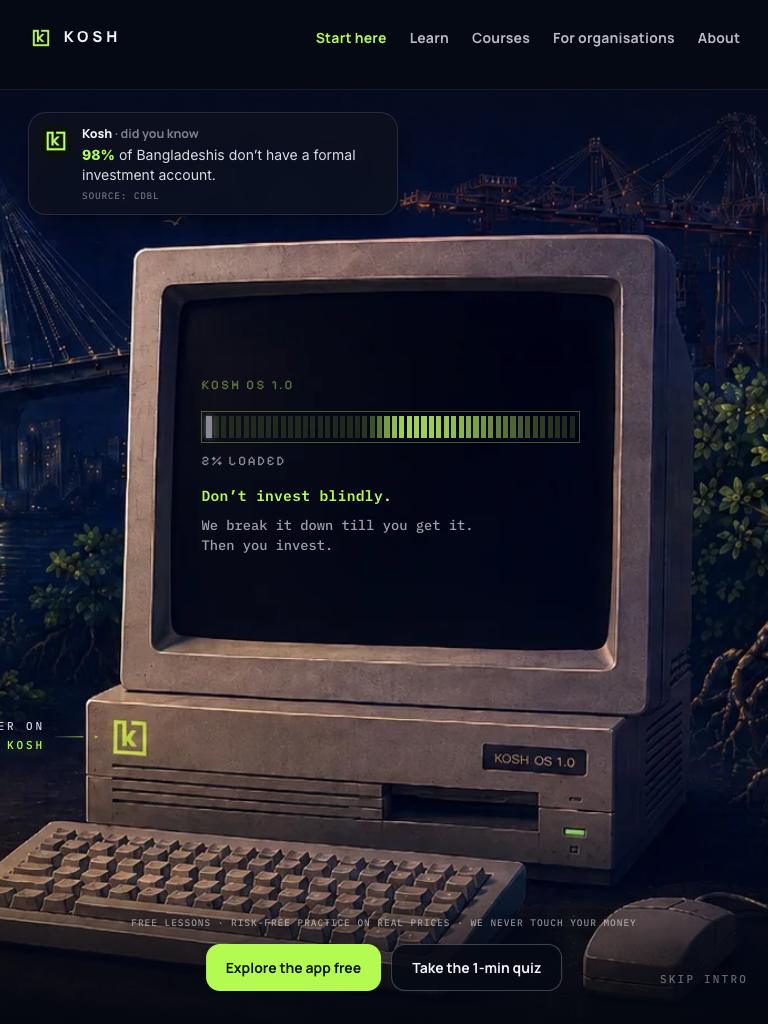 KOSH
Start here
Learn
Courses
For organisations
About
Kosh · did you know
98% of Bangladeshis don’t have a formal
investment account.
SOURCE: CDBL
KOSH OS 1.0
2% LOADED
Don’t invest blindly.
We break it down till you get it.
Then you invest.
ER ON
KOSH
KOSH OS 1.0
FREE LESSONS · RISK-FREE PRACTICE ON REAL PRICES · WE NEVER TOUCH YOUR MONEY
Explore the app free
Take the 1-min quiz
SKIP INTRO